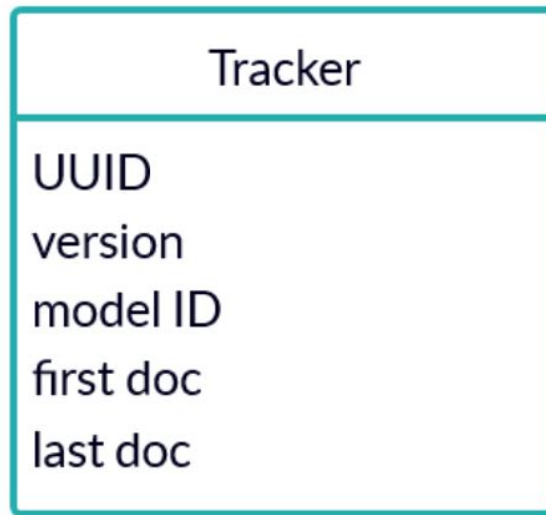 Tracker
UUID
version
model ID
first doc
last doc